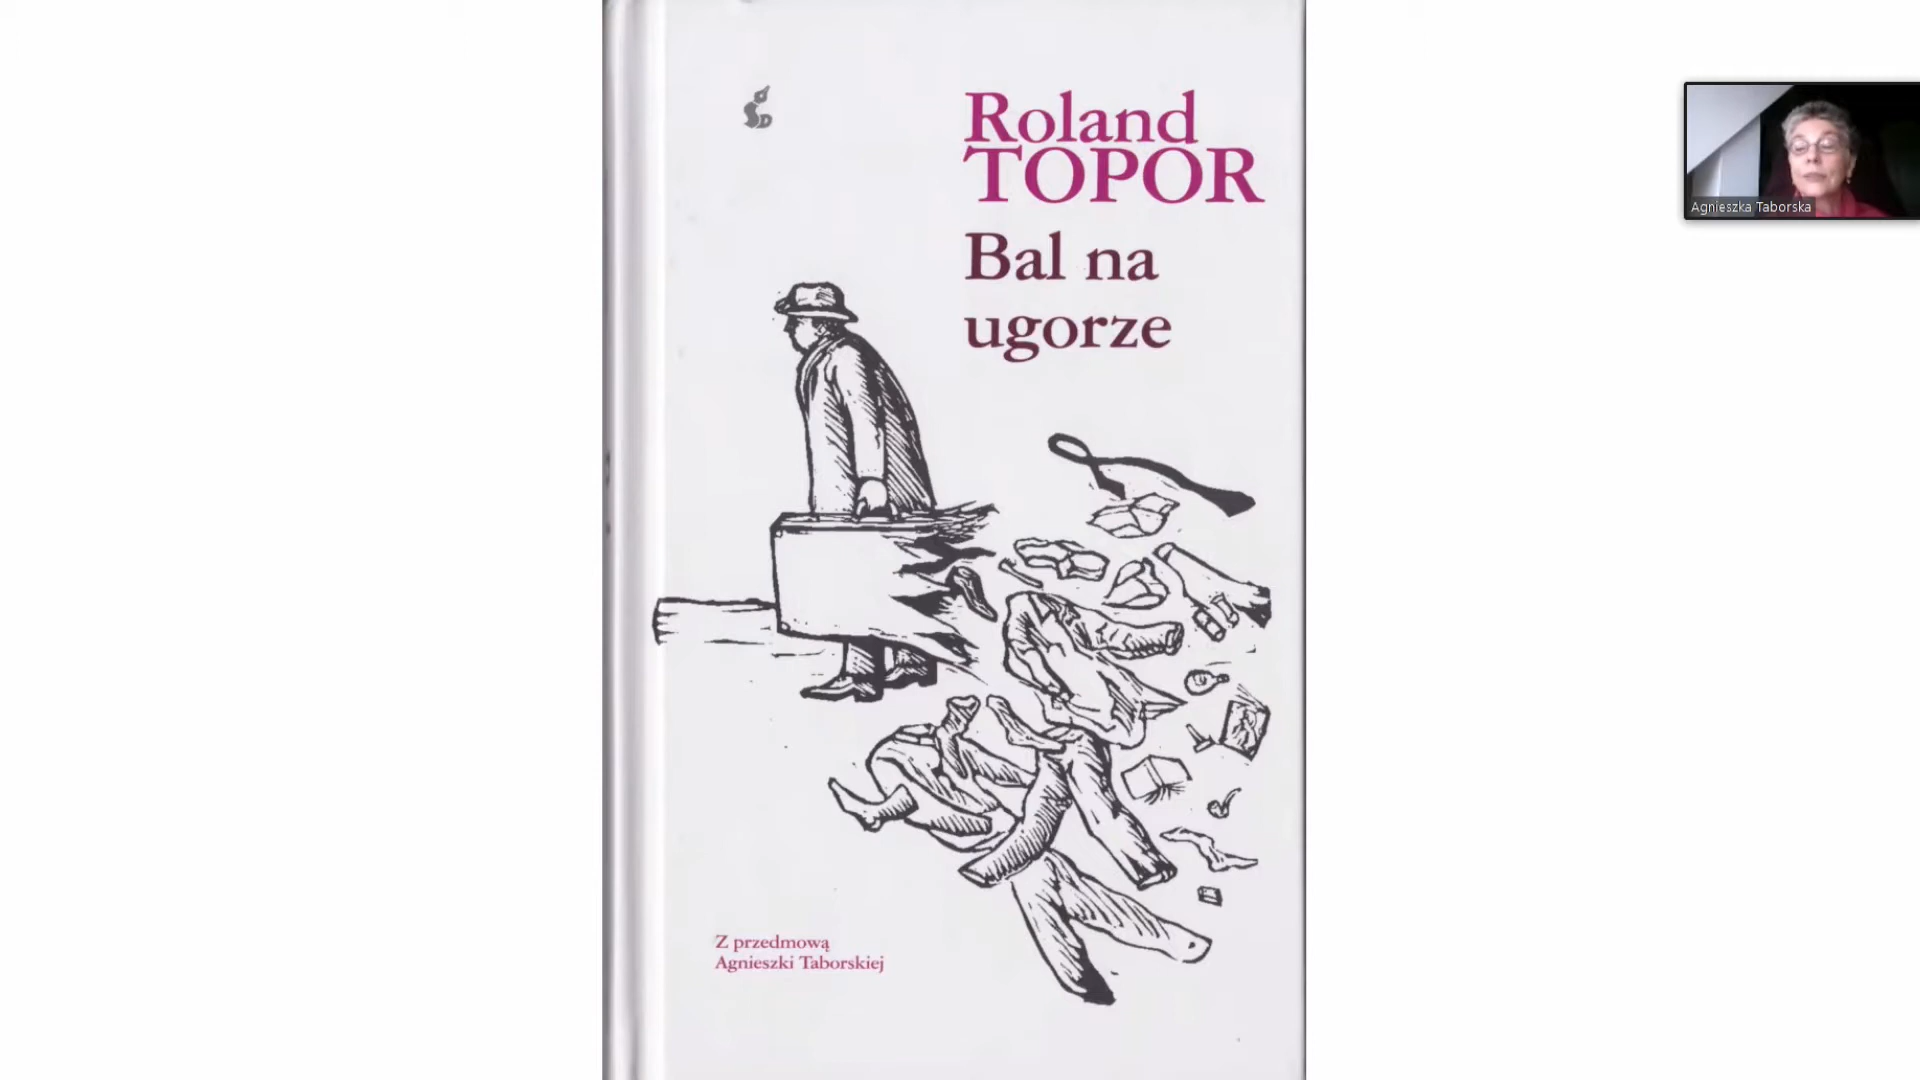 Roland
TOPOR
Bal na
ugorze
Z przedmową
Agnieszki Taborskiej
Agnieszka Taborska